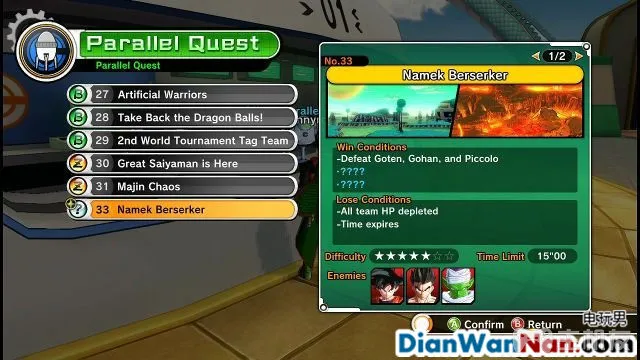 01
Parallel Quest
Parallel Quest
B 27 Artificial Warriors
B 28 Take Back the Dragon Balls!
B 29 2nd World Tournament Tag Team
Z 30 Great Saiyaman is Here
Z 31 Majin Chaos
? 33 Namek Berserker
No.33
1/2
Namek Berserker
Win Conditions
-Defeat Goten, Gohan, and Piccolo
-????
-????
Lose Conditions
-All team HP depleted
-Time expires
Difficulty ★★★★★☆☆ Time Limit 15"00
Enemies
A Confirm B Return
电玩男
DianWanNan.com